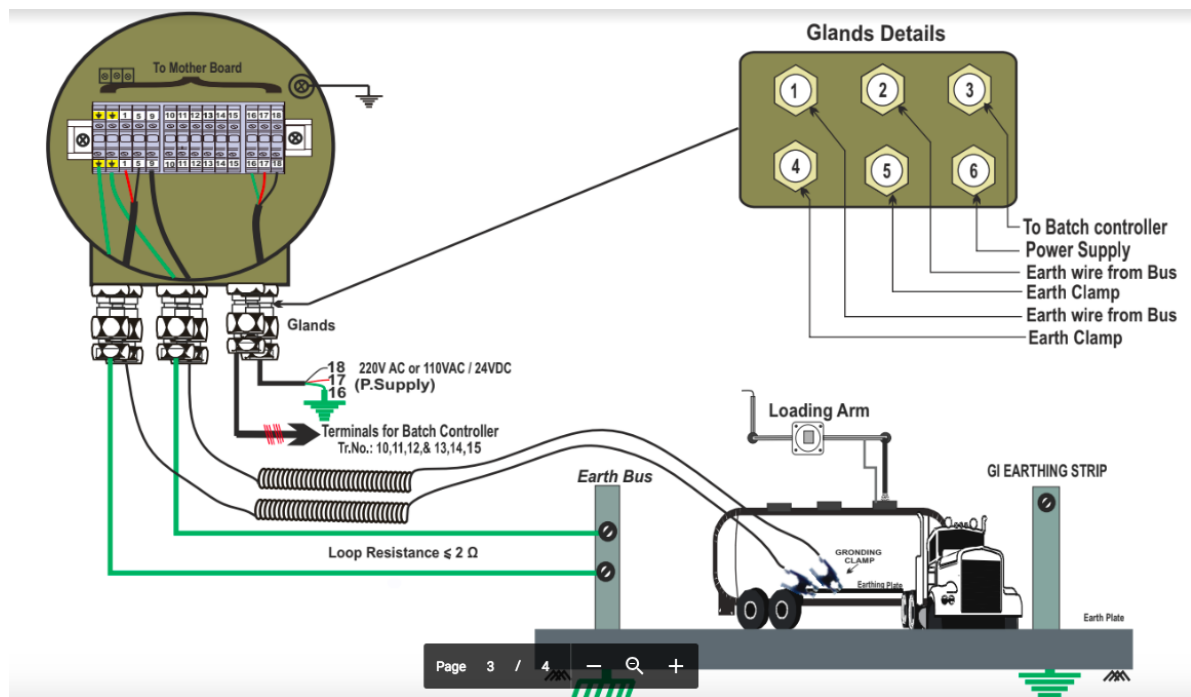 Glands Details
To Mother Board
1 5 9 10 11 12 13 14 15 16 17 18
1 5 9 10 11 12 13 14 15 16 17 18
1 2 3
4 5 6
To Batch controller
Power Supply
Earth wire from Bus
Earth Clamp
Earth wire from Bus
Earth Clamp
Glands
18 220V AC or 110VAC / 24VDC
17 (P.Supply)
16
Terminals for Batch Controller
Tr.No.: 10,11,12,& 13,14,15
Loading Arm
Earth Bus
GI EARTHING STRIP
Loop Resistance ⩽ 2 Ω
GRONDING
CLAMP
Earthing Plate
Earth Plate
Page 3 / 4